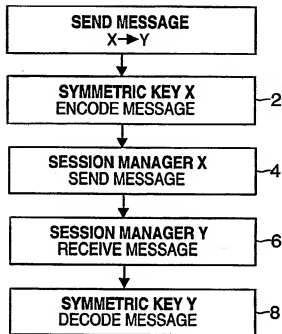 SEND MESSAGE
X→Y
SYMMETRIC KEY X
ENCODE MESSAGE
2
SESSION MANAGER X
SEND MESSAGE
4
SESSION MANAGER Y
RECEIVE MESSAGE
6
SYMMETRIC KEY Y
DECODE MESSAGE
8